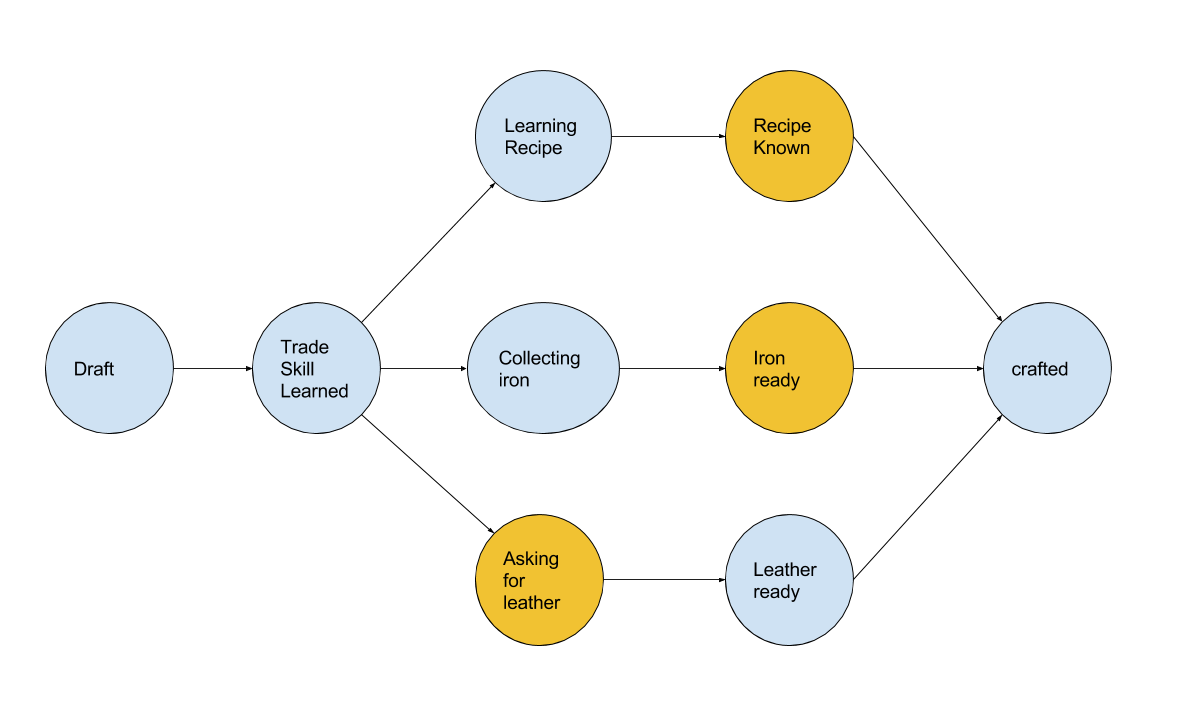 Learning
Recipe
Recipe
Known
Draft
Trade
Skill
Learned
Collecting
iron
Iron
ready
crafted
Asking
for
leather
Leather
ready